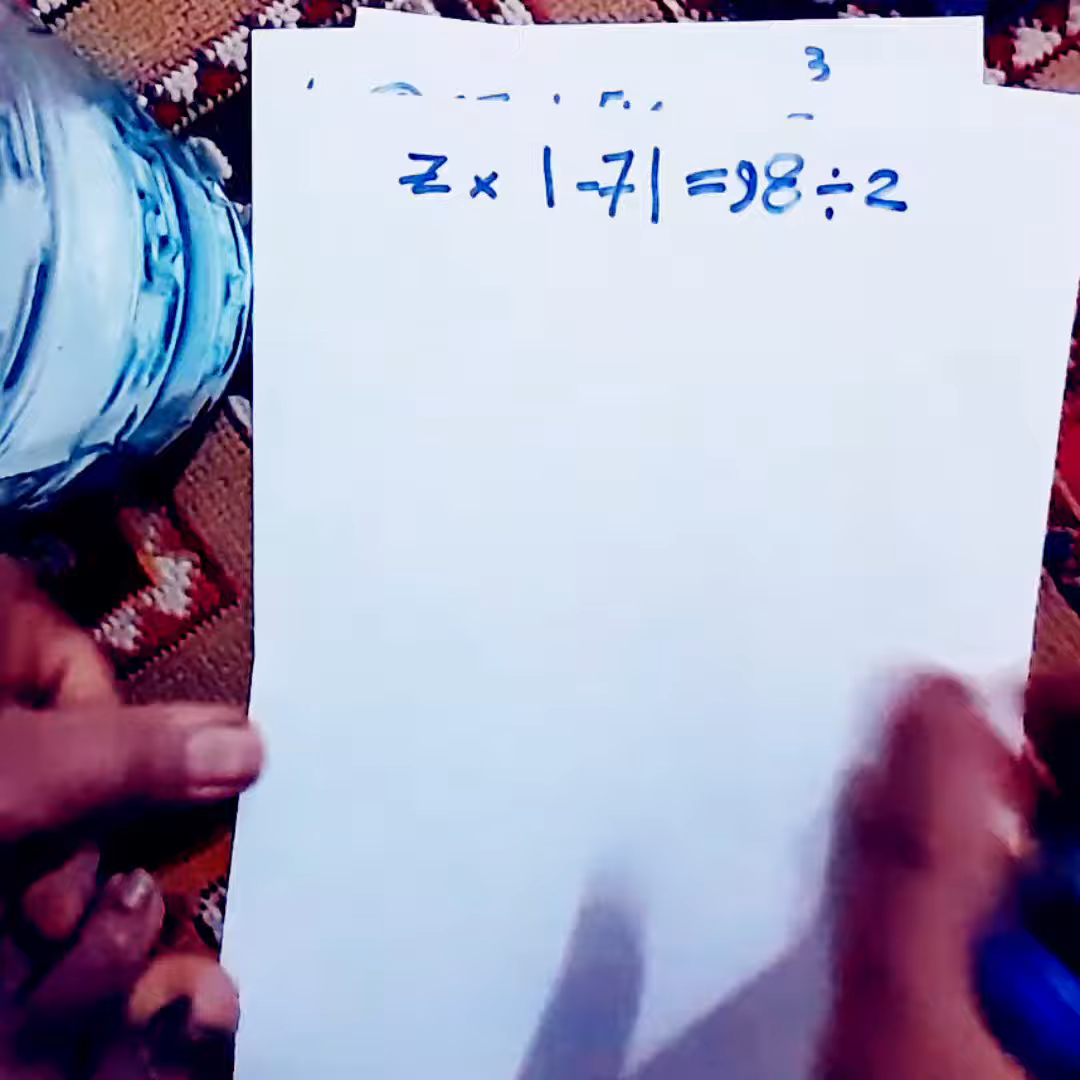 3
z × |-7| = 98 ÷ 2